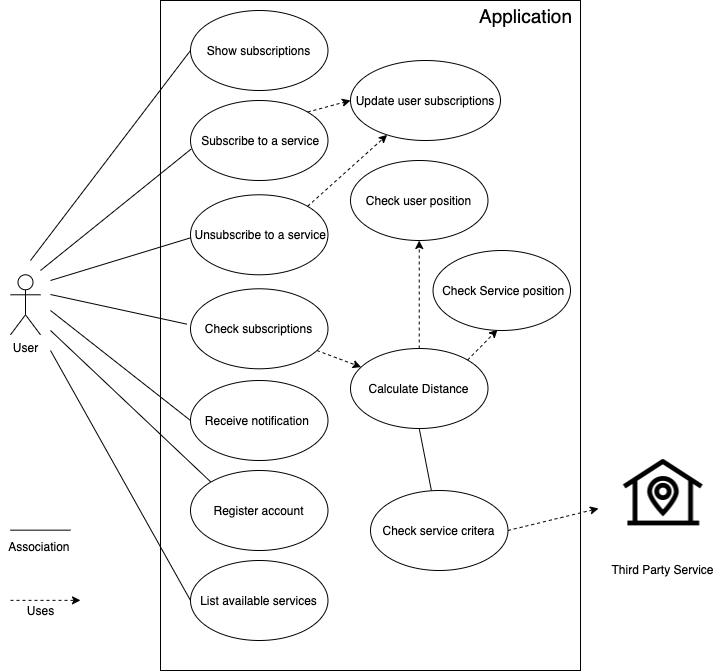 Application
Show subscriptions
Update user subscriptions
Subscribe to a service
Check user position
Unsubscribe to a service
Check Service position
Check subscriptions
User
Calculate Distance
Receive notification
Register account
Check service critera
Association
Third Party Service
List available services
Uses